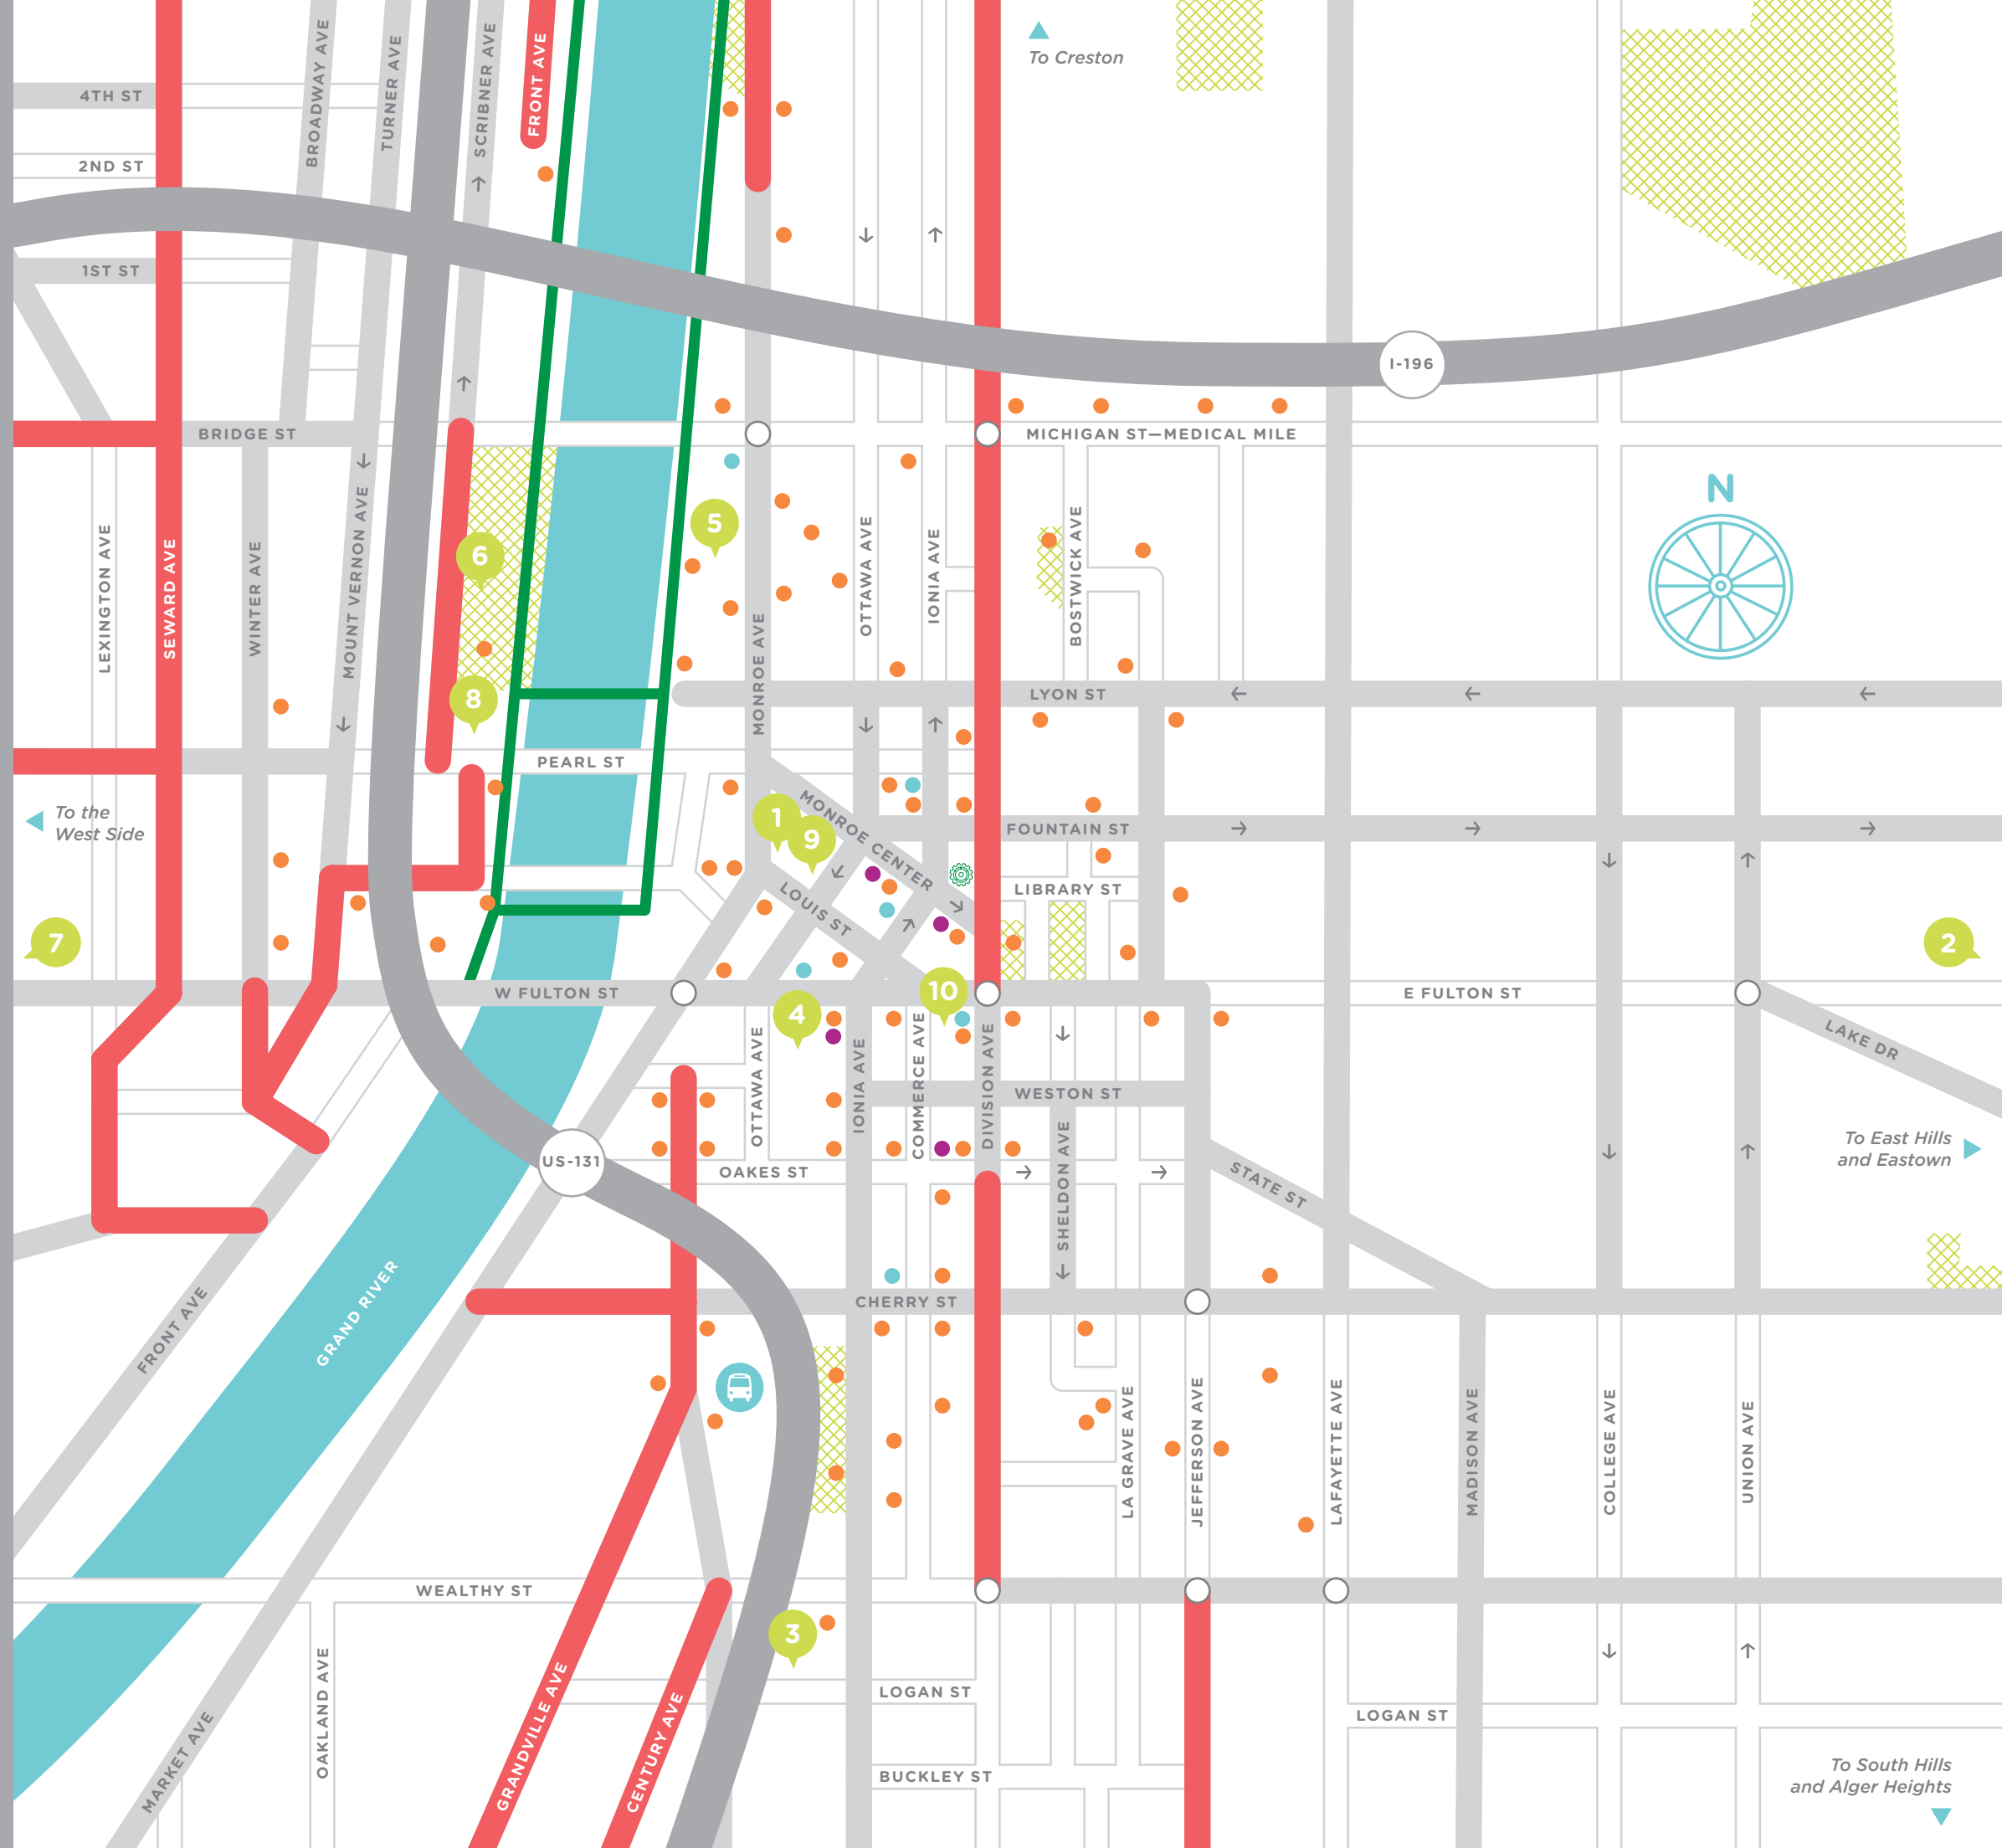 To Creston
FRONT AVE
BROADWAY AVE
TURNER AVE
SCRIBNER AVE
4TH ST
2ND ST
1ST ST
I-196
BRIDGE ST
MICHIGAN ST—MEDICAL MILE
N
5
6
LEXINGTON AVE
SEWARD AVE
WINTER AVE
MOUNT VERNON AVE
MONROE AVE
OTTAWA AVE
IONIA AVE
BOSTWICK AVE
LYON ST
8
PEARL ST
To the
West Side
1
9
MONROE CENTER
FOUNTAIN ST
LOUIS ST
LIBRARY ST
7
2
W FULTON ST
10
E FULTON ST
4
LAKE DR
OTTAWA AVE
IONIA AVE
COMMERCE AVE
DIVISION AVE
WESTON ST
SHELDON AVE
To East Hills
and Eastown
US-131
OAKES ST
STATE ST
FRONT AVE
GRAND RIVER
CHERRY ST
LA GRAVE AVE
JEFFERSON AVE
LAFAYETTE AVE
MADISON AVE
COLLEGE AVE
UNION AVE
WEALTHY ST
3
OAKLAND AVE
GRANDVILLE AVE
CENTURY AVE
MARKET AVE
LOGAN ST
LOGAN ST
BUCKLEY ST
To South Hills
and Alger Heights